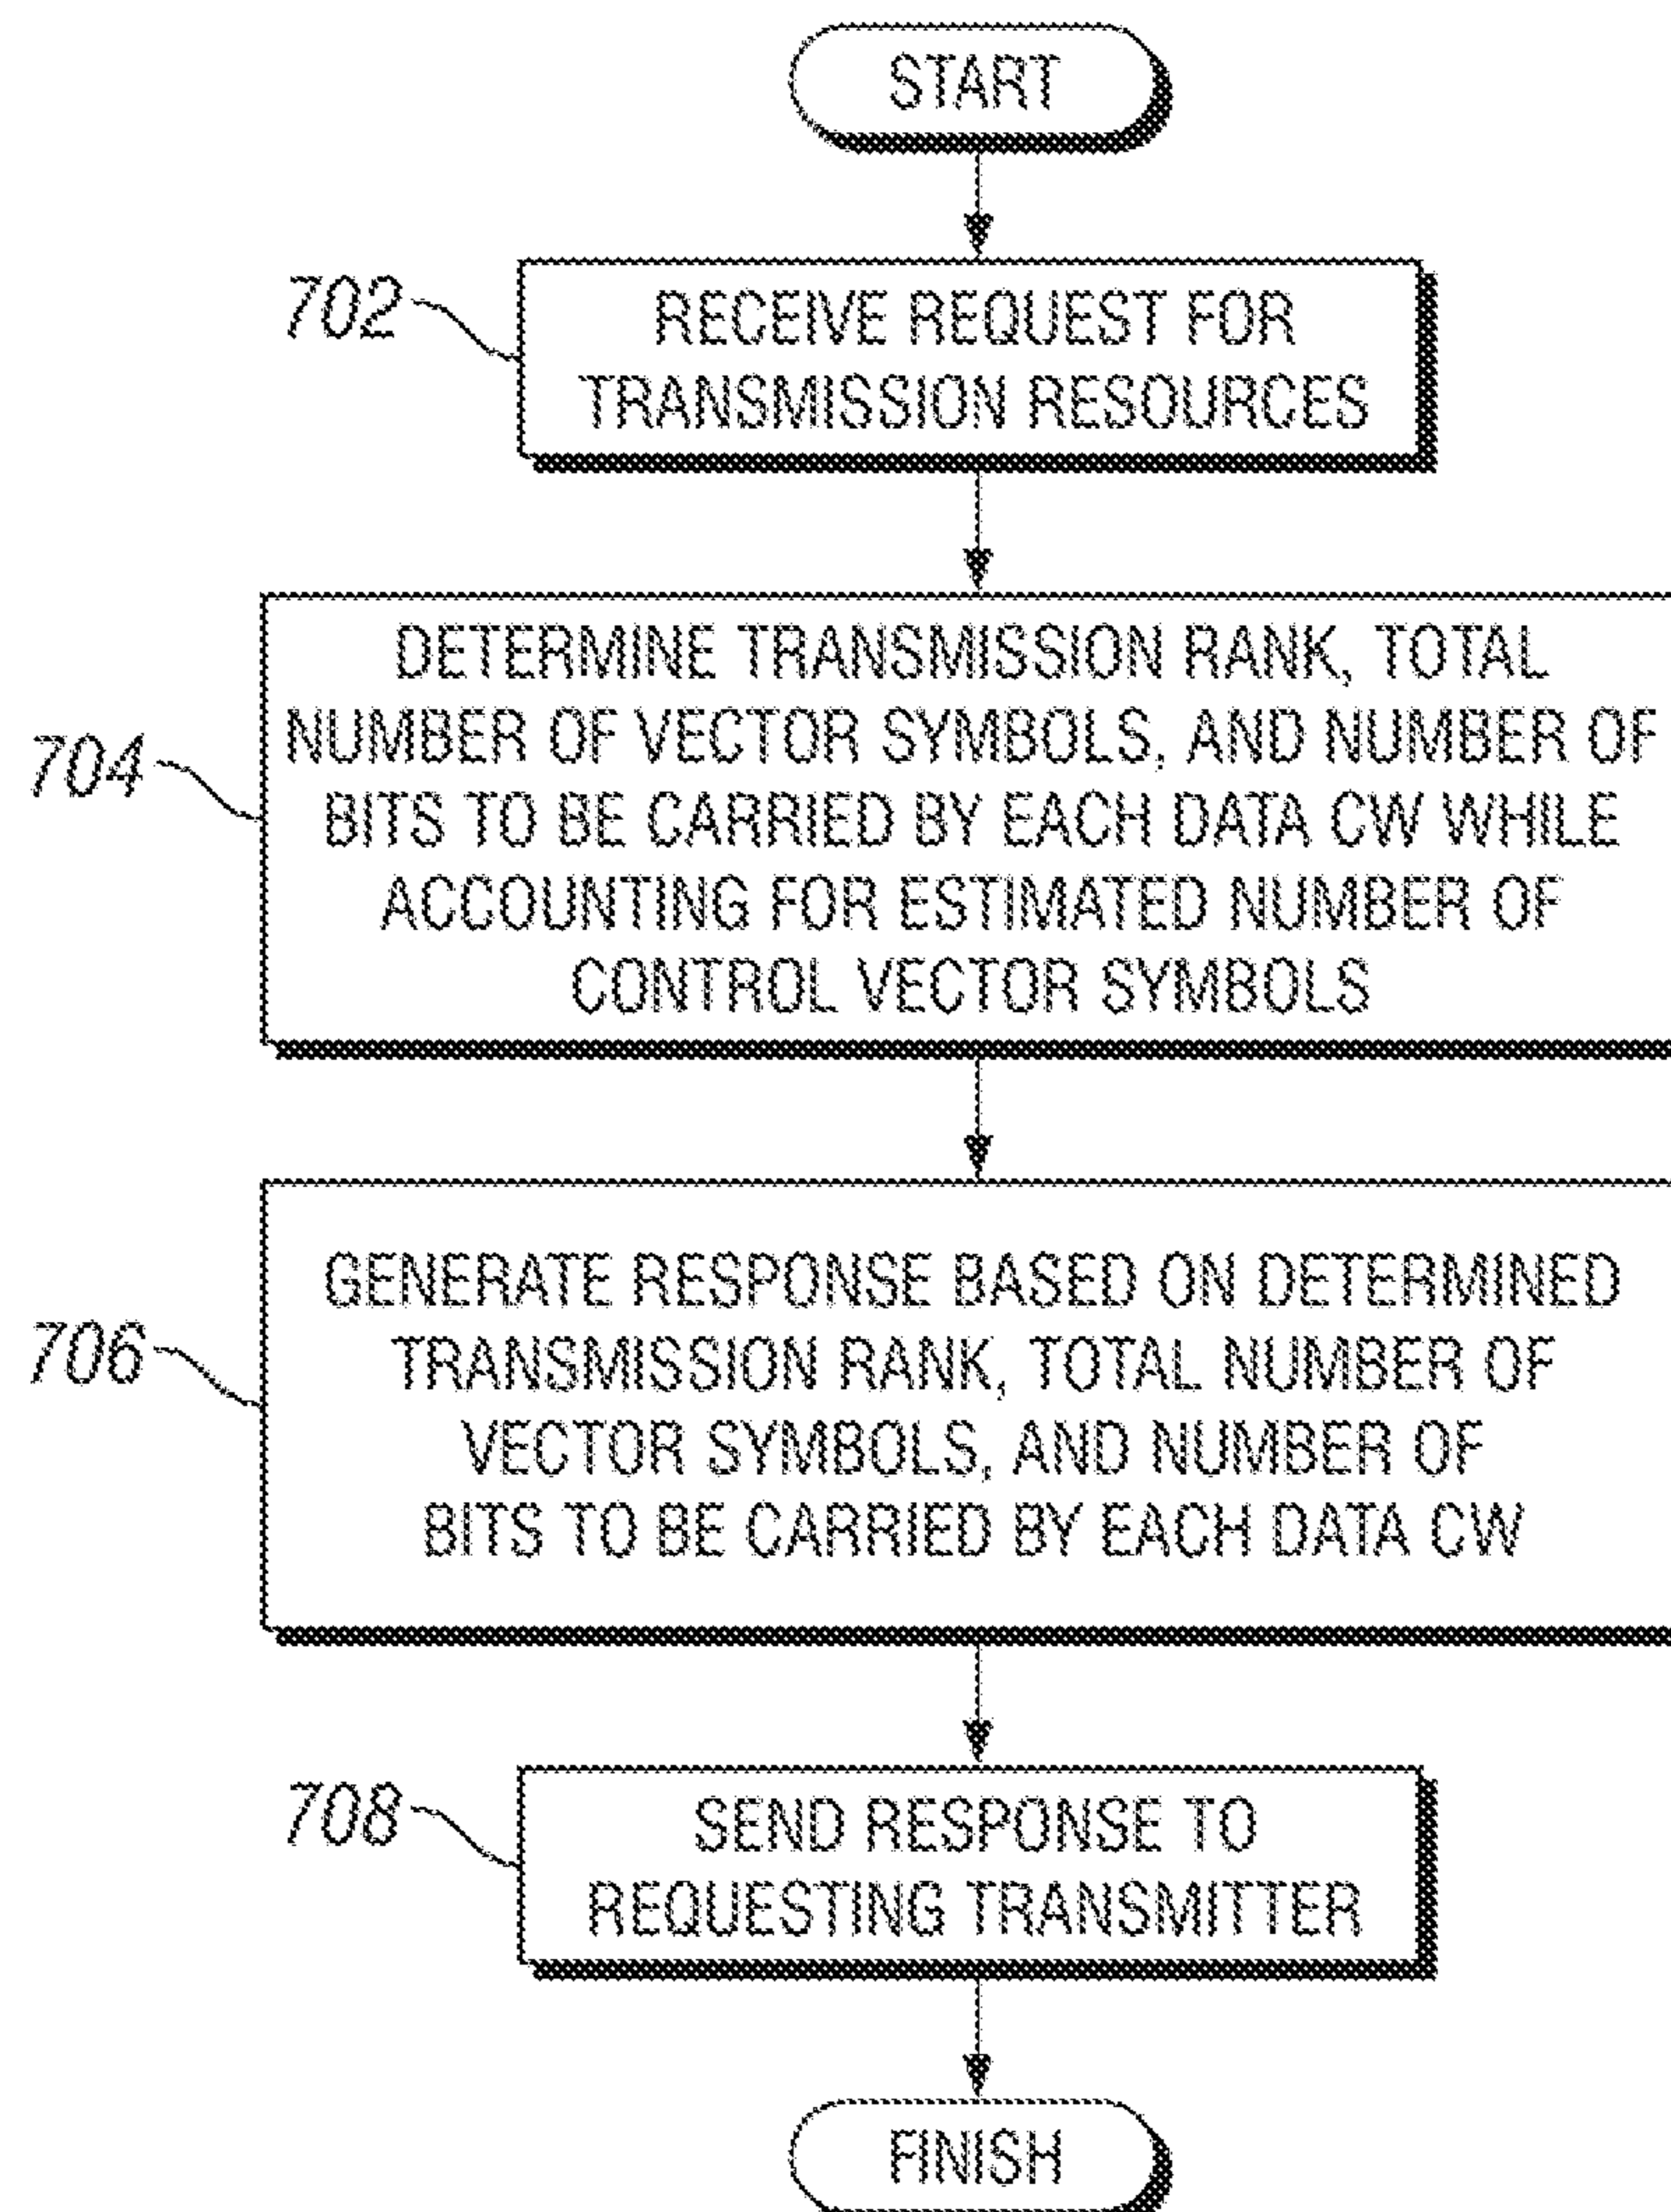 START
702
RECEIVE REQUEST FOR
TRANSMISSION RESOURCES
704
DETERMINE TRANSMISSION RANK, TOTAL
NUMBER OF VECTOR SYMBOLS, AND NUMBER OF
BITS TO BE CARRIED BY EACH DATA CW WHILE
ACCOUNTING FOR ESTIMATED NUMBER OF
CONTROL VECTOR SYMBOLS
706
GENERATE RESPONSE BASED ON DETERMINED
TRANSMISSION RANK, TOTAL NUMBER OF
VECTOR SYMBOLS, AND NUMBER OF
BITS TO BE CARRIED BY EACH DATA CW
708
SEND RESPONSE TO
REQUESTING TRANSMITTER
FINISH